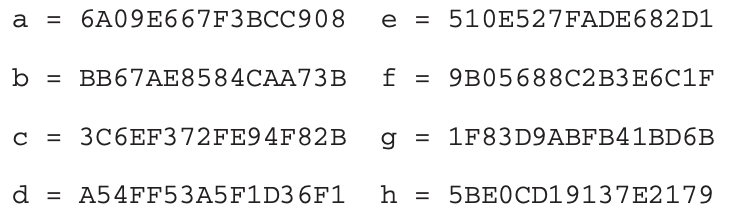 a = 6A09E667F3BCC908 e = 510E527FADE682D1
b = BB67AE8584CAA73B f = 9B05688C2B3E6C1F
c = 3C6EF372FE94F82B g = 1F83D9ABFB41BD6B
d = A54FF53A5F1D36F1 h = 5BE0CD19137E2179